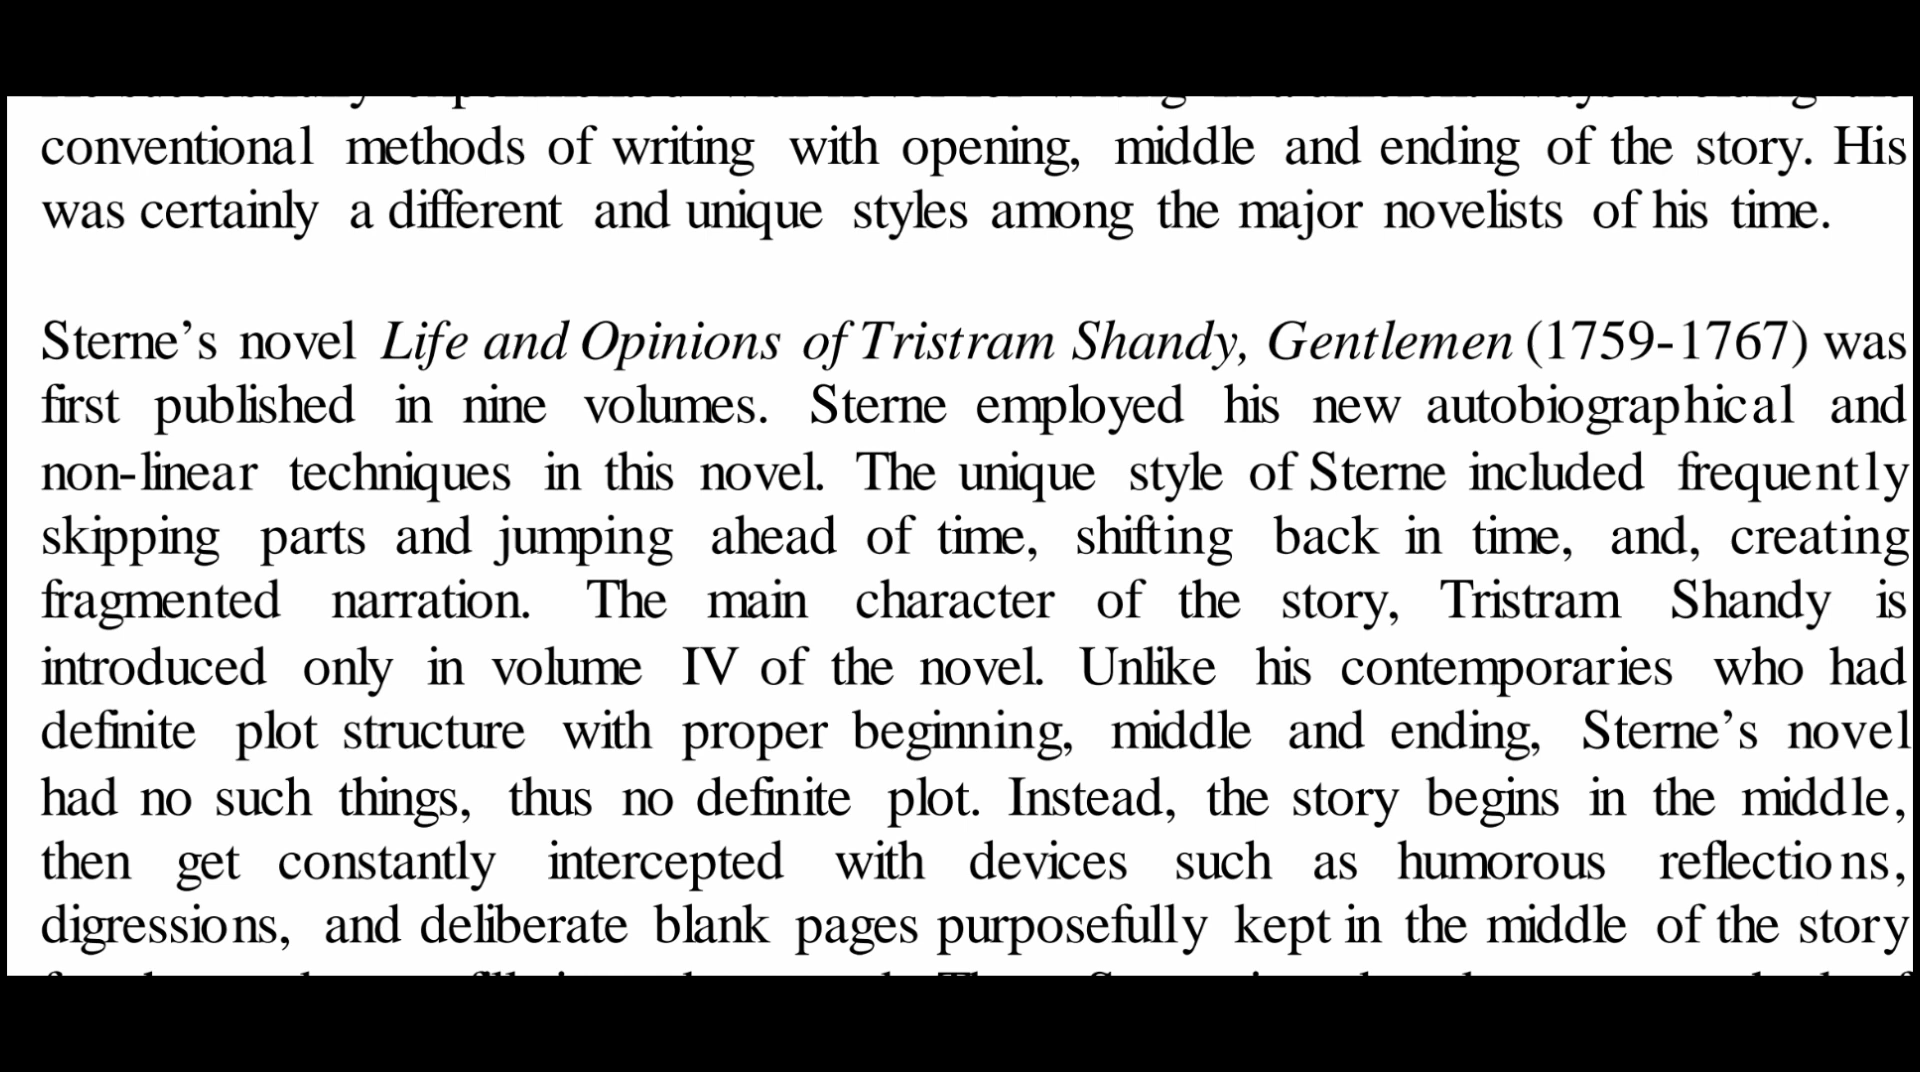 conventional methods of writing with opening, middle and ending of the story. His
was certainly a different and unique styles among the major novelists of his time.
Sterne’s novel Life and Opinions of Tristram Shandy, Gentlemen (1759-1767) was
first published in nine volumes. Sterne employed his new autobiographical and
non-linear techniques in this novel. The unique style of Sterne included frequently
skipping parts and jumping ahead of time, shifting back in time, and, creating
fragmented narration. The main character of the story, Tristram Shandy is
introduced only in volume IV of the novel. Unlike his contemporaries who had
definite plot structure with proper beginning, middle and ending, Sterne’s novel
had no such things, thus no definite plot. Instead, the story begins in the middle,
then get constantly intercepted with devices such as humorous reflections,
digressions, and deliberate blank pages purposefully kept in the middle of the story